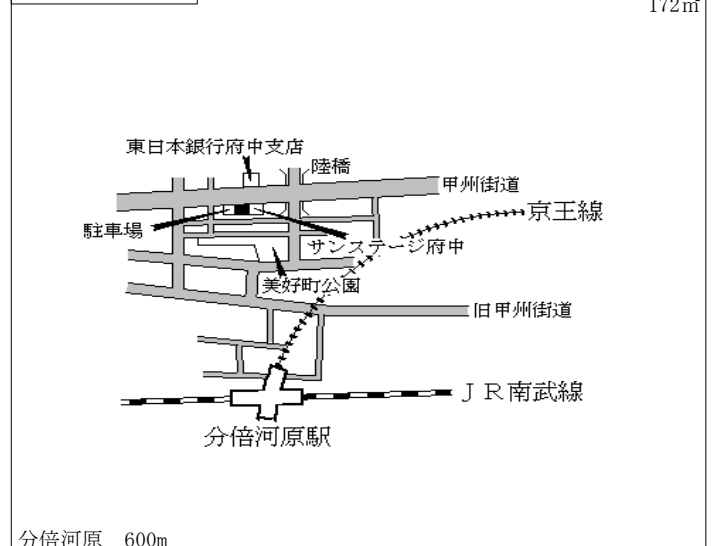 172㎡
東日本銀行府中支店
陸橋
甲州街道
京王線
駐車場
サンステージ府中
美好町公園
旧甲州街道
ＪＲ南武線
分倍河原駅
分倍河原　600m